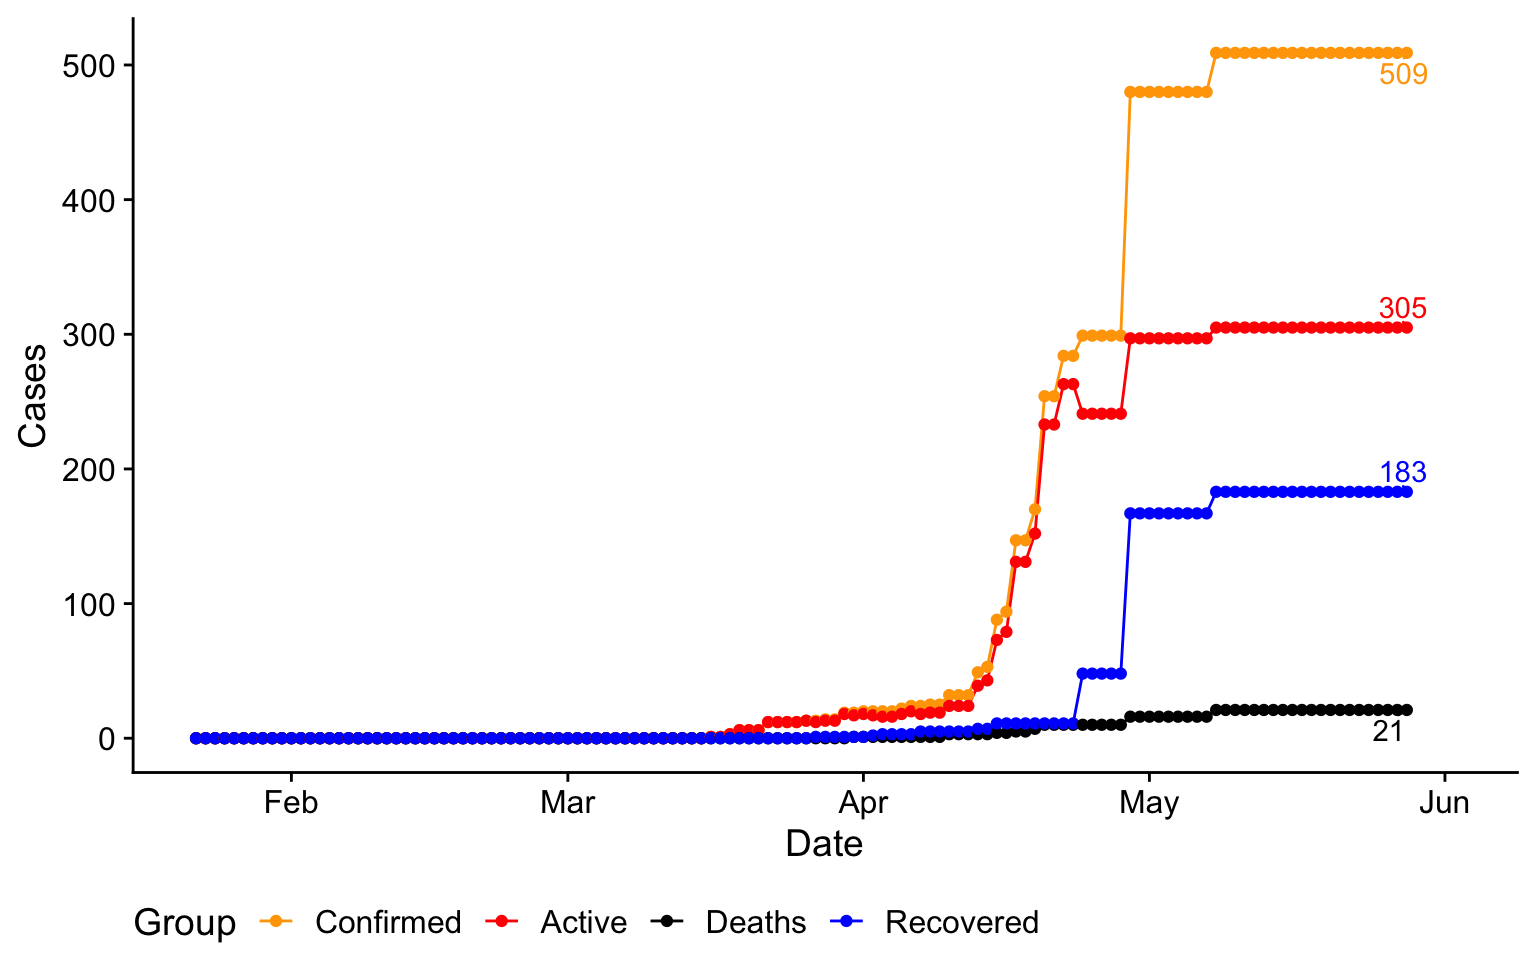 500
509
400
305
300
Cases
200
183
100
0
21
Feb Mar Apr May Jun
Date
Group Confirmed Active Deaths Recovered